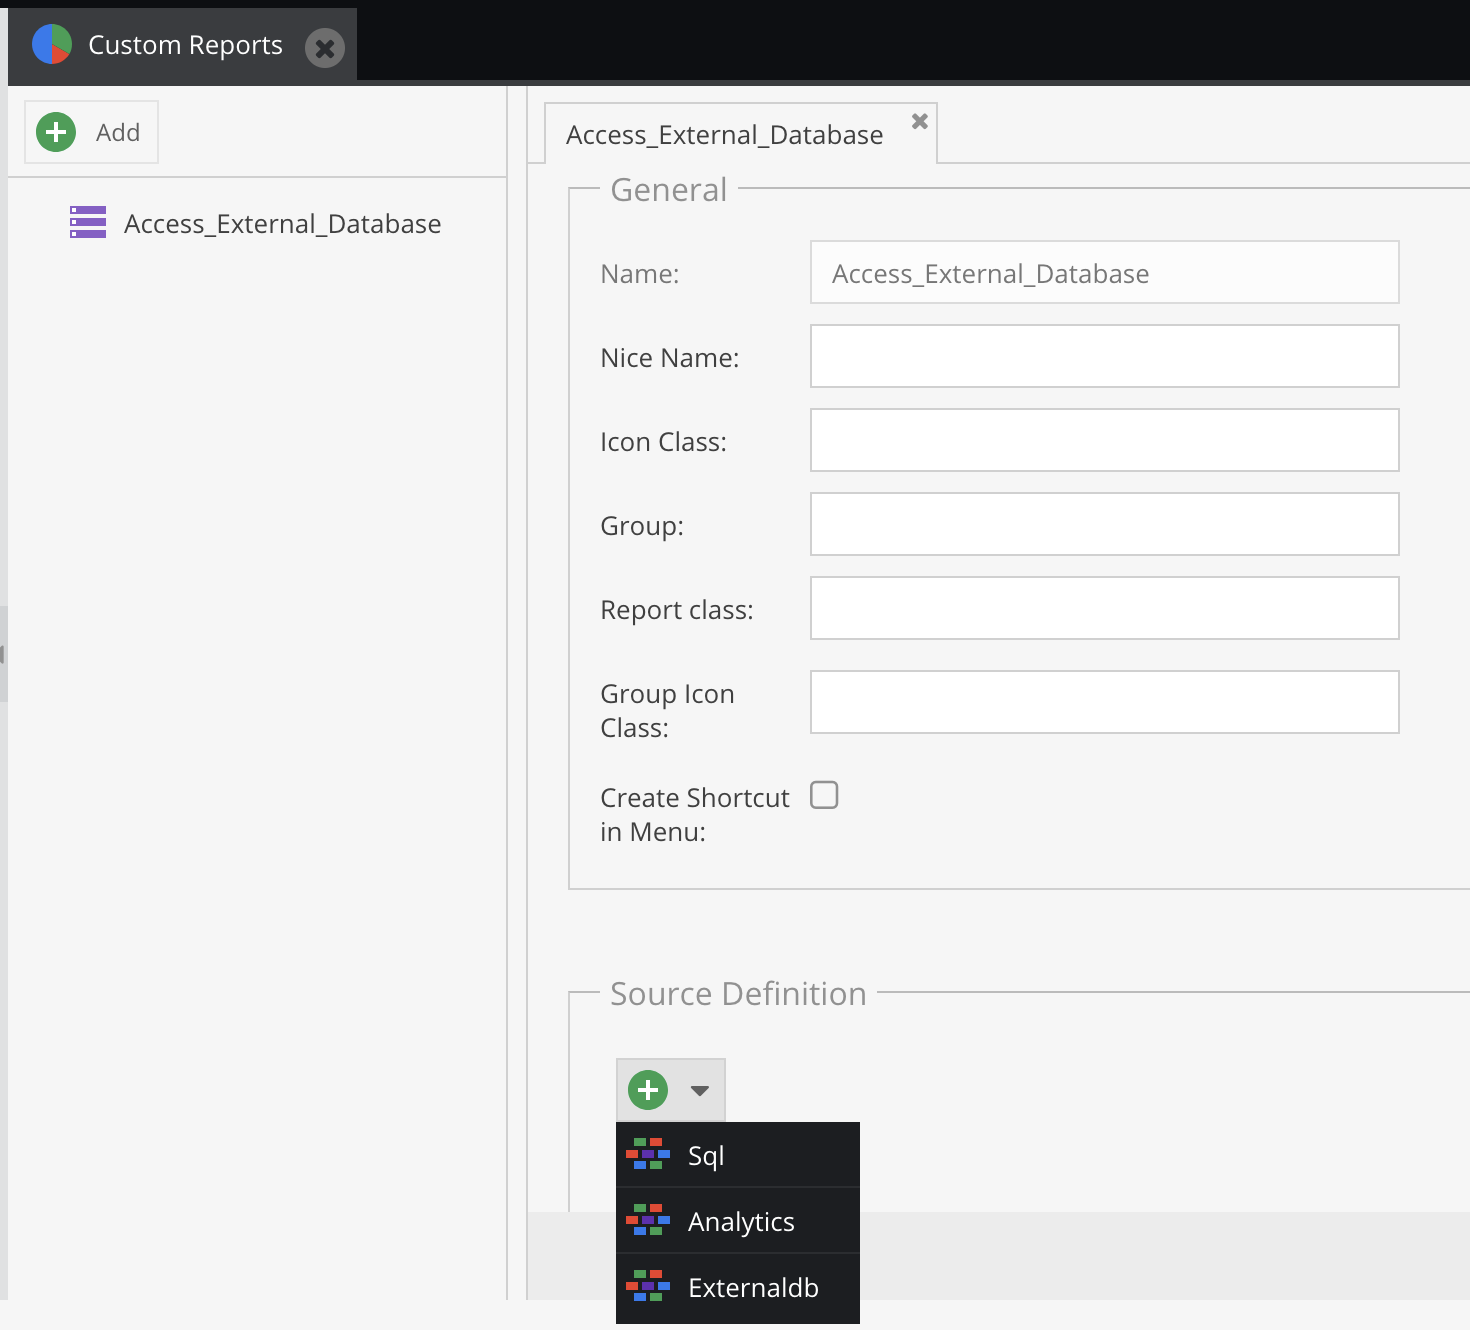 Custom Reports
Add
Access_External_Database
Access_External_Database
General
Name:
Access_External_Database
Nice Name:
Icon Class:
Group:
Report class:
Group Icon
Class:
Create Shortcut
in Menu:
Source Definition
Sql
Analytics
Externaldb